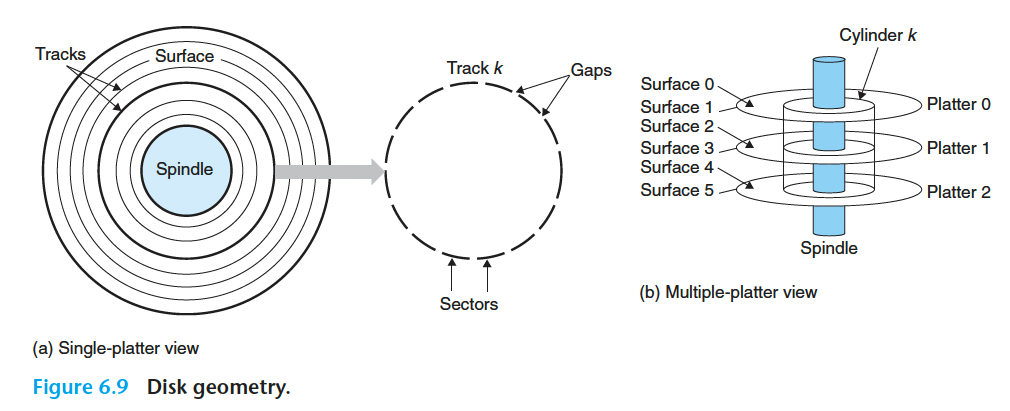 Tracks
Surface
Spindle
Track k
Gaps
Sectors
(a) Single-platter view
Cylinder k
Surface 0
Surface 1
Surface 2
Surface 3
Surface 4
Surface 5
Platter 0
Platter 1
Platter 2
Spindle
(b) Multiple-platter view
Figure 6.9 Disk geometry.